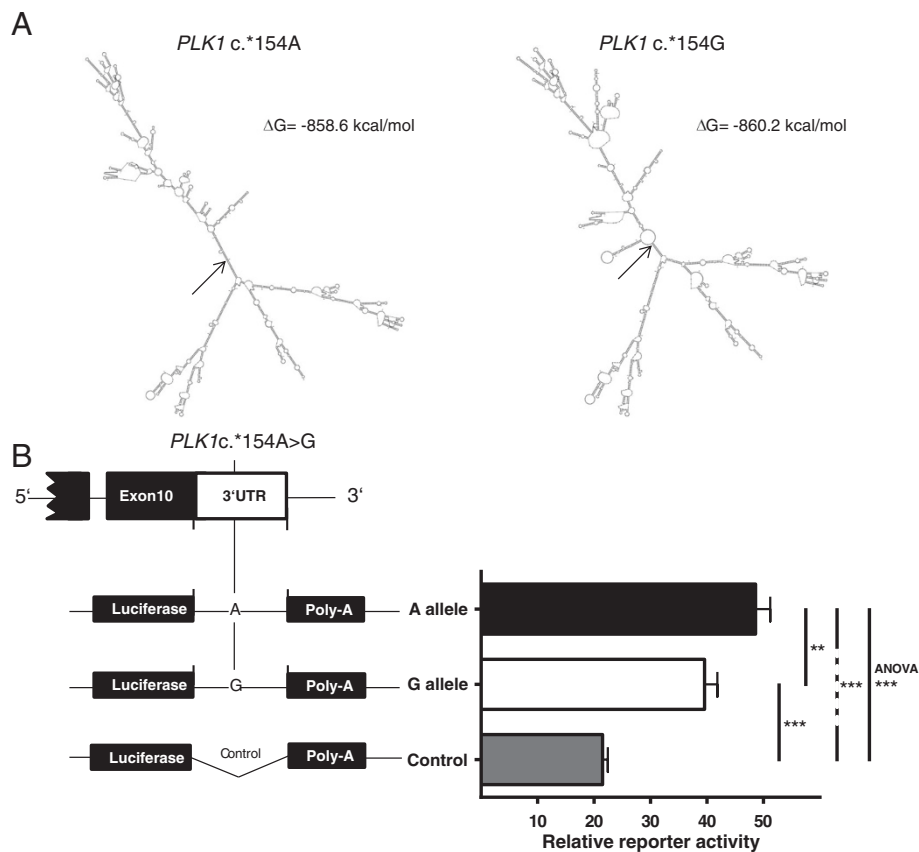 A
PLK1 c.*154A
PLK1 c.*154G
ΔG= -858.6 kcal/mol
ΔG= -860.2 kcal/mol
B
PLK1c.*154A>G
5‘
Exon10
3‘UTR
3‘
Luciferase
A
Poly-A
A allele
Luciferase
G
Poly-A
G allele
Luciferase
Control
Poly-A
Control
**
***
***
ANOVA
***
10 20 30 40 50
Relative reporter activity